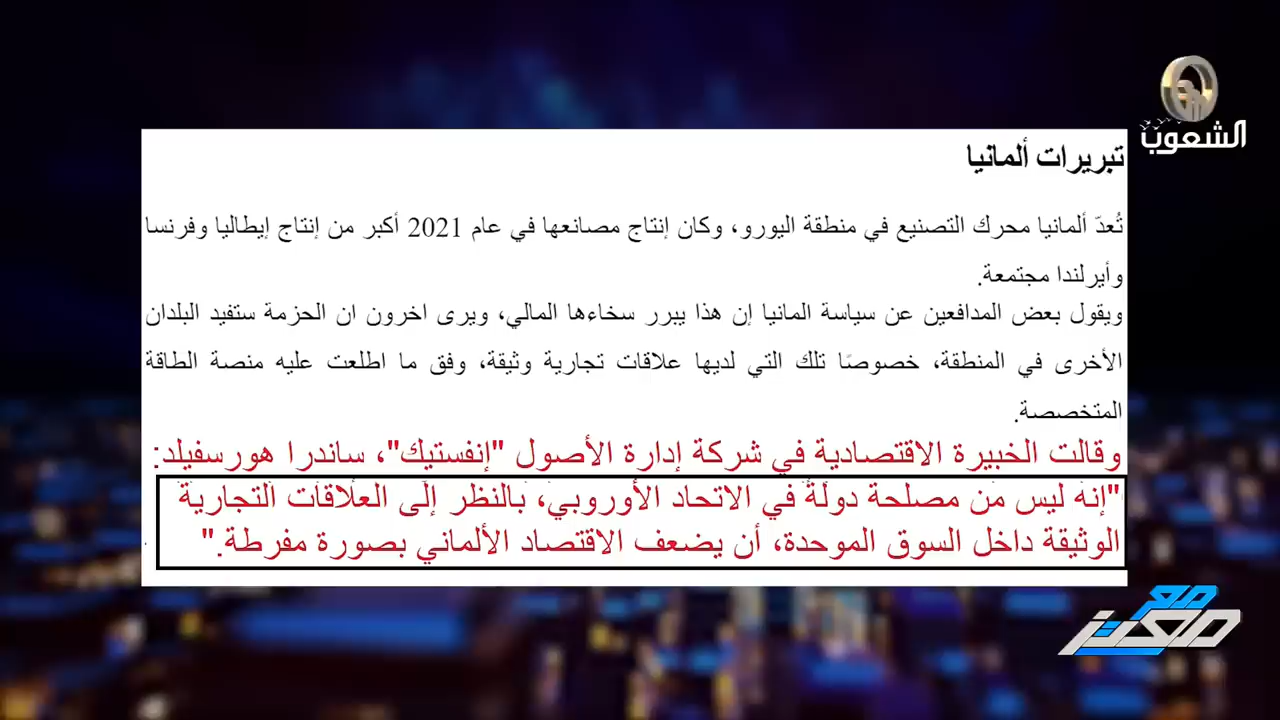 الشعوب
تبريرات ألمانيا
تُعدّ ألمانيا محرك التصنيع في منطقة اليورو، وكان إنتاج مصانعها في عام 2021 أكبر من إنتاج إيطاليا وفرنسا
وأيرلندا مجتمعة.
ويقول بعض المدافعين عن سياسة المانيا إن هذا يبرر سخاءها المالي، ويرى اخرون ان الحزمة ستفيد البلدان
الأخرى في المنطقة، خصوصًا تلك التي لديها علاقات تجارية وثيقة، وفق ما اطلعت عليه منصة الطاقة
المتخصصة.
وقالت الخبيرة الاقتصادية في شركة إدارة الأصول "إنفستيك"، ساندرا هورسفيلد:
"إنه ليس من مصلحة دولة في الاتحاد الأوروبي، بالنظر إلى العلاقات التجارية
الوثيقة داخل السوق الموحدة، أن يضعف الاقتصاد الألماني بصورة مفرطة."
مع
معتز